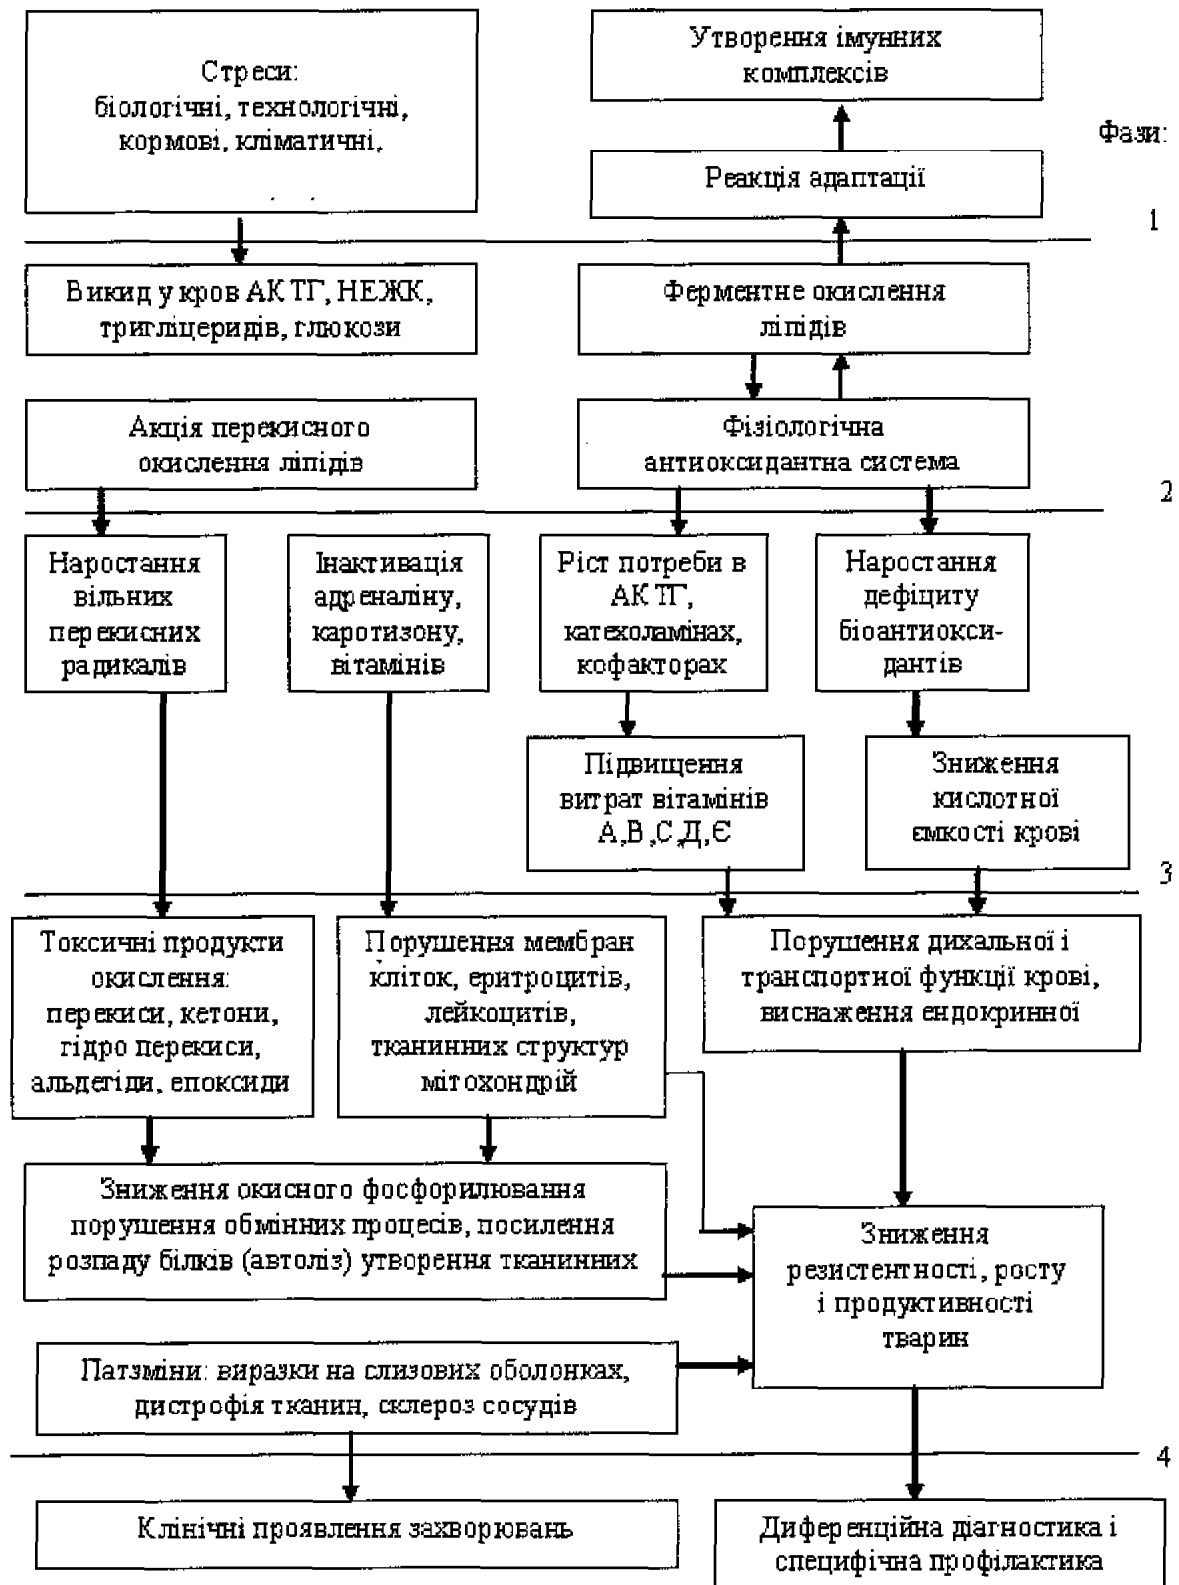 Стреси:
біологічні, технологічні,
кормові, кліматичні,
Утворення імунних
комплексів
Фази:
Реакція адаптації
1
Викид у кров АКТГ, НЕЖК,
тригліцеридів, глюкози
Ферментне окислення
ліпідів
Акція перекисного
окислення ліпідів
Фізіологічна
антиоксидантна система
2
Наростання
вільних
перекисних
радикалів
Інактивація
адреналіну,
каротизону,
вітамінів
Ріст потреби в
АКТГ,
катехоламінах,
кофакторах
Наростання
дефіциту
біоантиокси-
дантів
Підвищення
витрат вітамінів
А,В,С,Д,Є
Зниження
кислотної
ємкості крові
3
Токсичні продукти
окислення:
перекиси, кетони,
гідро перекиси,
альдегіди, епоксиди
Порушення мембран
кліток, еритроцитів,
лейкоцитів,
тканинних структур
мітохондрій
Порушення дихальної і
транспортної функції крові,
виснаження ендокринної
Зниження окисного фосфорилювання
порушення обмінних процесів, посилення
розпаду білків (автоліз) утворення тканинних
Зниження
резистентності, росту
і продуктивності
тварин
Патзміни: виразки на слизових оболонках,
дистрофія тканин, склероз сосудів
4
Клінічні проявлення захворювань
Диференційна діагностика і
специфічна профілактика